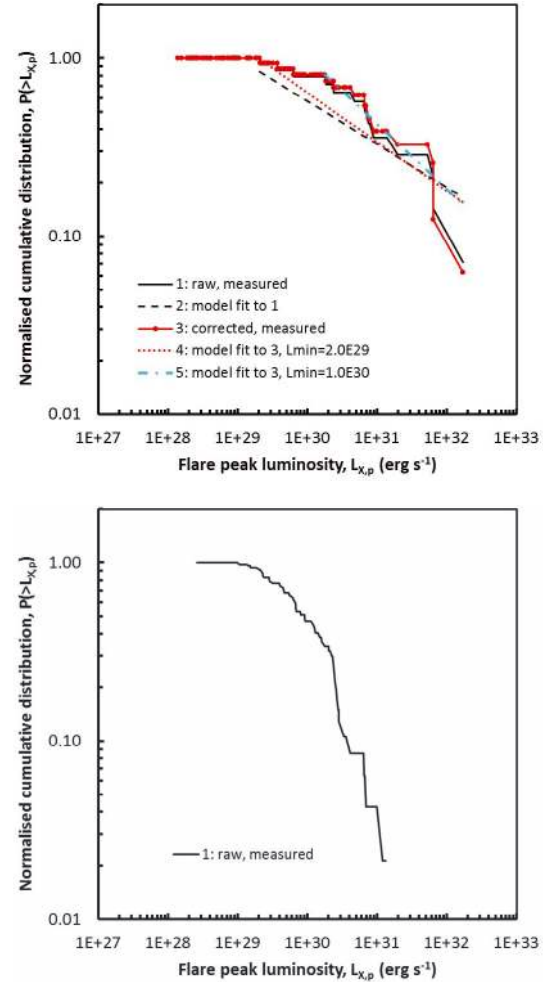 Normalised cumulative distribution, P(>L_X,p)
1.00
0.10
0.01
1: raw, measured
2: model fit to 1
3: corrected, measured
4: model fit to 3, Lmin=2.0E29
5: model fit to 3, Lmin=1.0E30
1E+27 1E+28 1E+29 1E+30 1E+31 1E+32 1E+33
Flare peak luminosity, L_X,p (erg s⁻¹)
Normalised cumulative distribution, P(>L_X,p)
1.00
0.10
0.01
1: raw, measured
1E+27 1E+28 1E+29 1E+30 1E+31 1E+32 1E+33
Flare peak luminosity, L_X,p (erg s⁻¹)